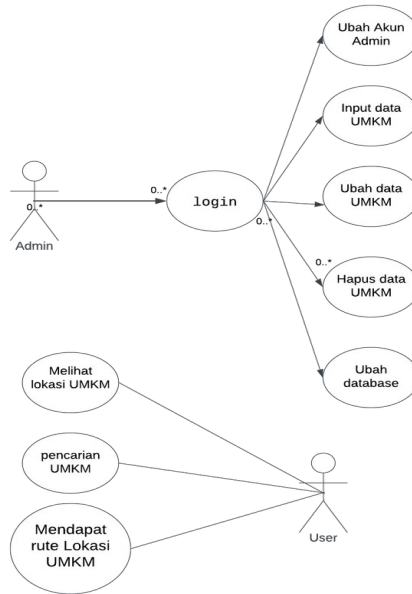 Ubah Akun
Admin
Input data
UMKM
0..*
0..*
login
Ubah data
UMKM
0..*
Admin
0..*
Hapus data
UMKM
Ubah
database
Melihat
lokasi UMKM
pencarian
UMKM
Mendapat
rute Lokasi
UMKM
User